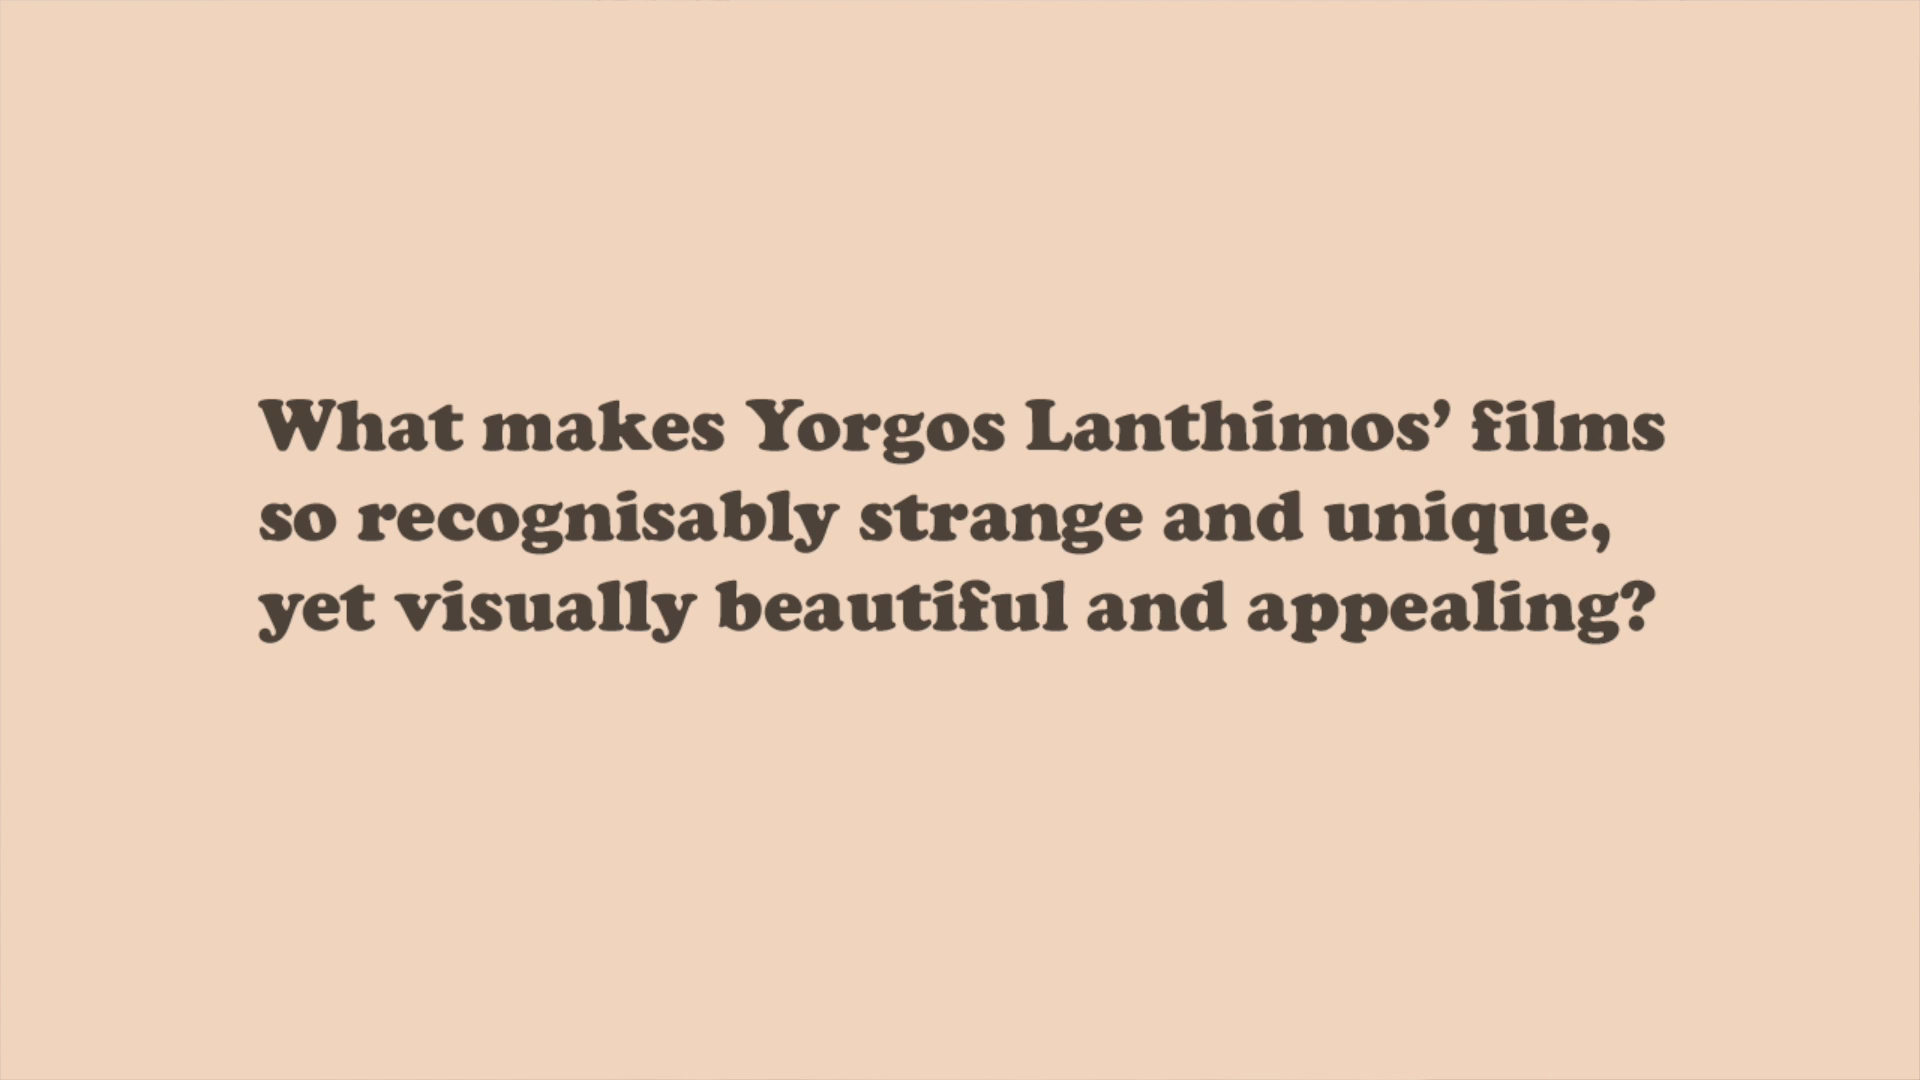 What makes Yorgos Lanthimos’ films
so recognisably strange and unique,
yet visually beautiful and appealing?